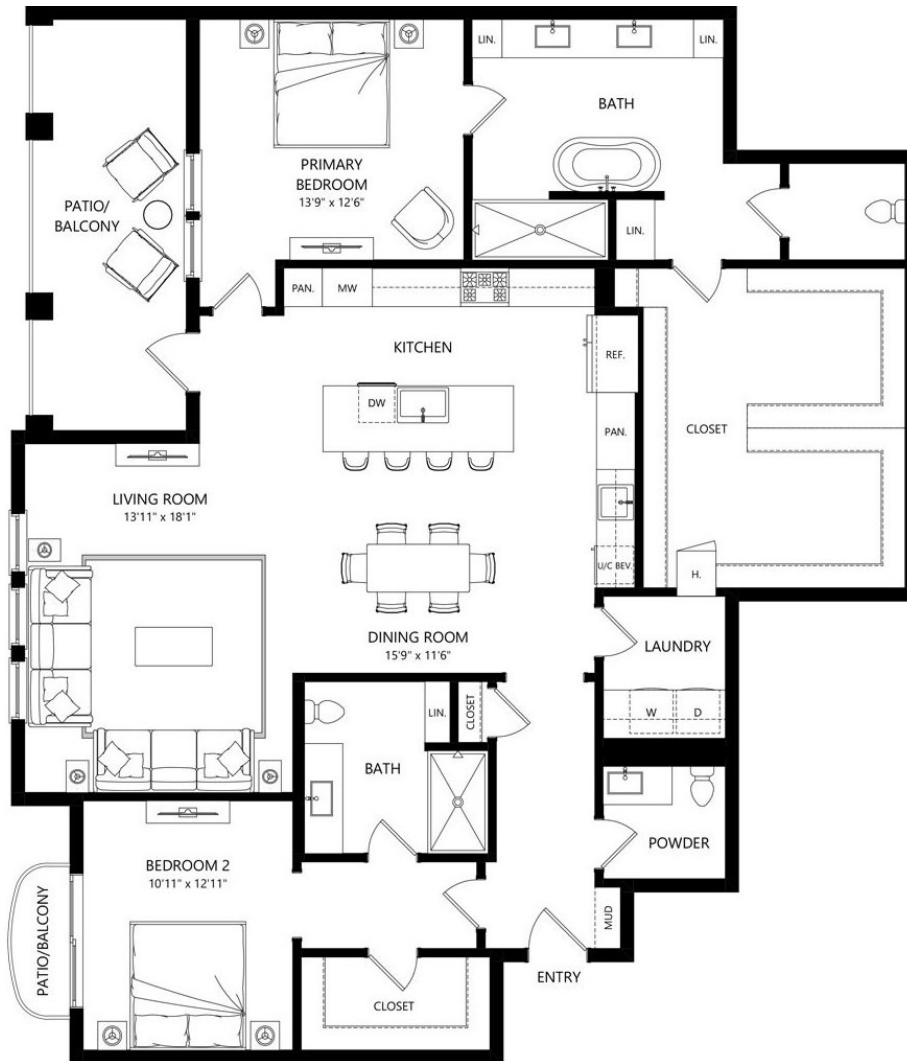 LIN.
LIN.
BATH
PRIMARY
BEDROOM
13'9" x 12'6"
PATIO/
BALCONY
LIN.
PAN.
MW
KITCHEN
REF.
DW
PAN.
CLOSET
LIVING ROOM
13'11" x 18'1"
U/C BEV.
H.
DINING ROOM
15'9" x 11'6"
LAUNDRY
W
D
LIN.
CLOSET
BATH
POWDER
BEDROOM 2
10'11" x 12'11"
PATIO/BALCONY
MUD
ENTRY
CLOSET